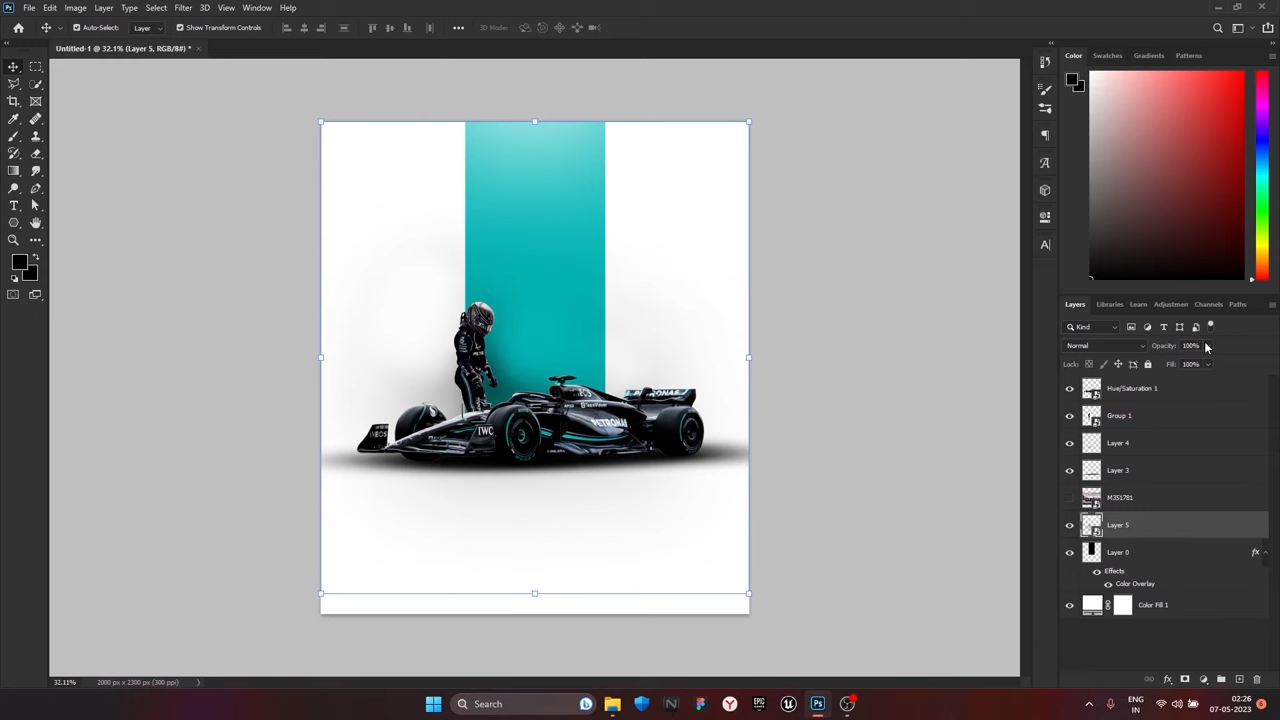 File Edit Image Layer Type Select Filter 3D View Window Help
Auto-Select: Layer Show Transform Controls 3D Mode:
Untitled-1 @ 32.1% (Layer 5, RGB/8#) *
Color Swatches Gradients Patterns
Layers Libraries Learn Adjustmen Channels Paths
Kind
Normal Opacity: 100%
Lock: Fill: 100%
Hue/Saturation 1
Group 1
Layer 4
Layer 3
M351781
Layer 5
Layer 0 fx
Effects
Color Overlay
Color Fill 1
INEOS
IWC
PETRONAS
32.11% 2000 px x 2300 px (300 ppi)
Search
ENG
IN
02:26
07-05-2023